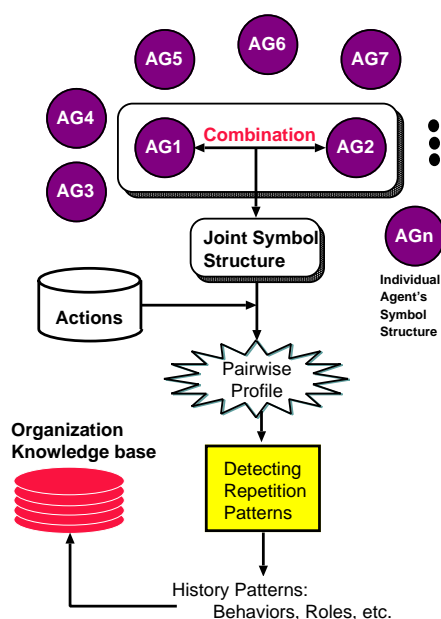 AG6
AG5
AG7
AG4
Combination
AG1
AG2
AG3
AGn
Joint Symbol
Structure
Individual
Agent's
Symbol
Structure
Actions
Pairwise
Profile
Organization
Knowledge base
Detecting
Repetition
Patterns
History Patterns:
Behaviors, Roles, etc.